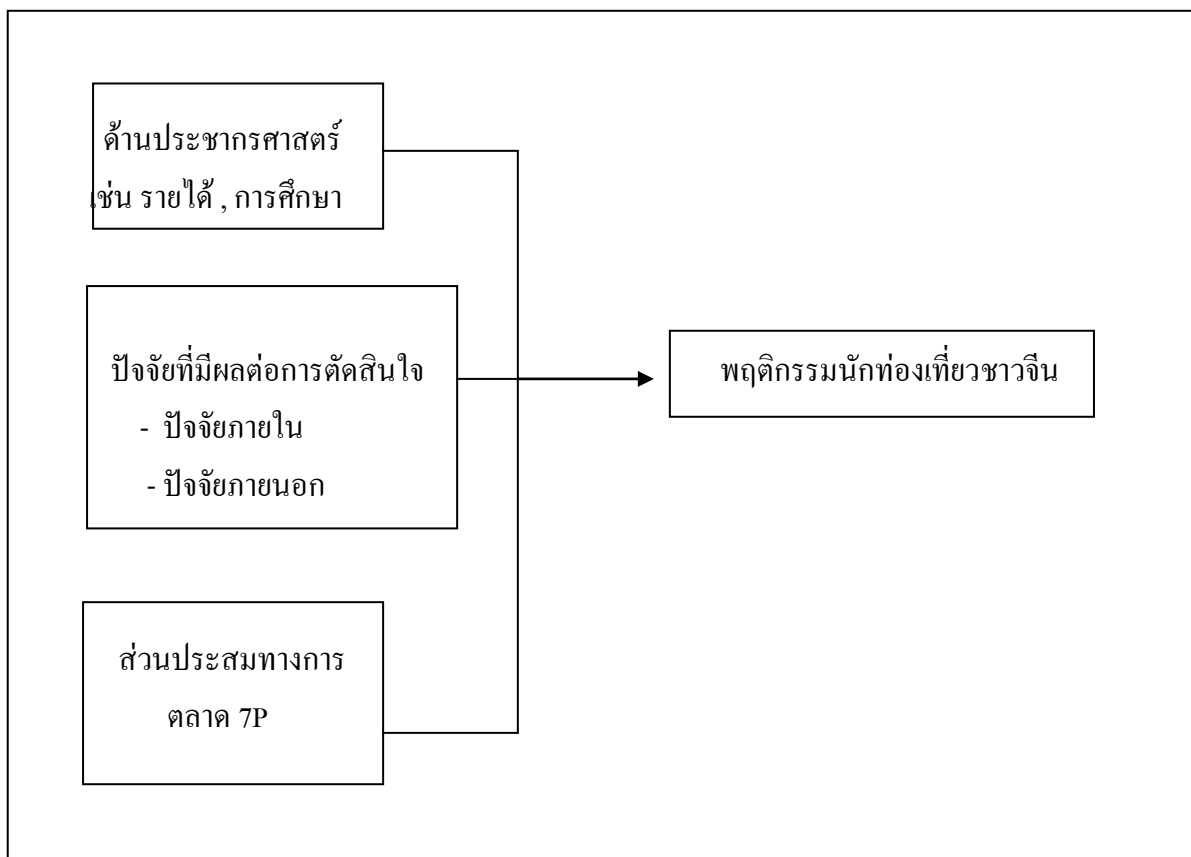 ด้านประชากรศาสตร์
เช่น รายได้ , การศึกษา
ปัจจัยที่มีผลต่อการตัดสินใจ
- ปัจจัยภายใน
- ปัจจัยภายนอก
ส่วนประสมทางการ
ตลาด 7P
พฤติกรรมนักท่องเที่ยวชาวจีน